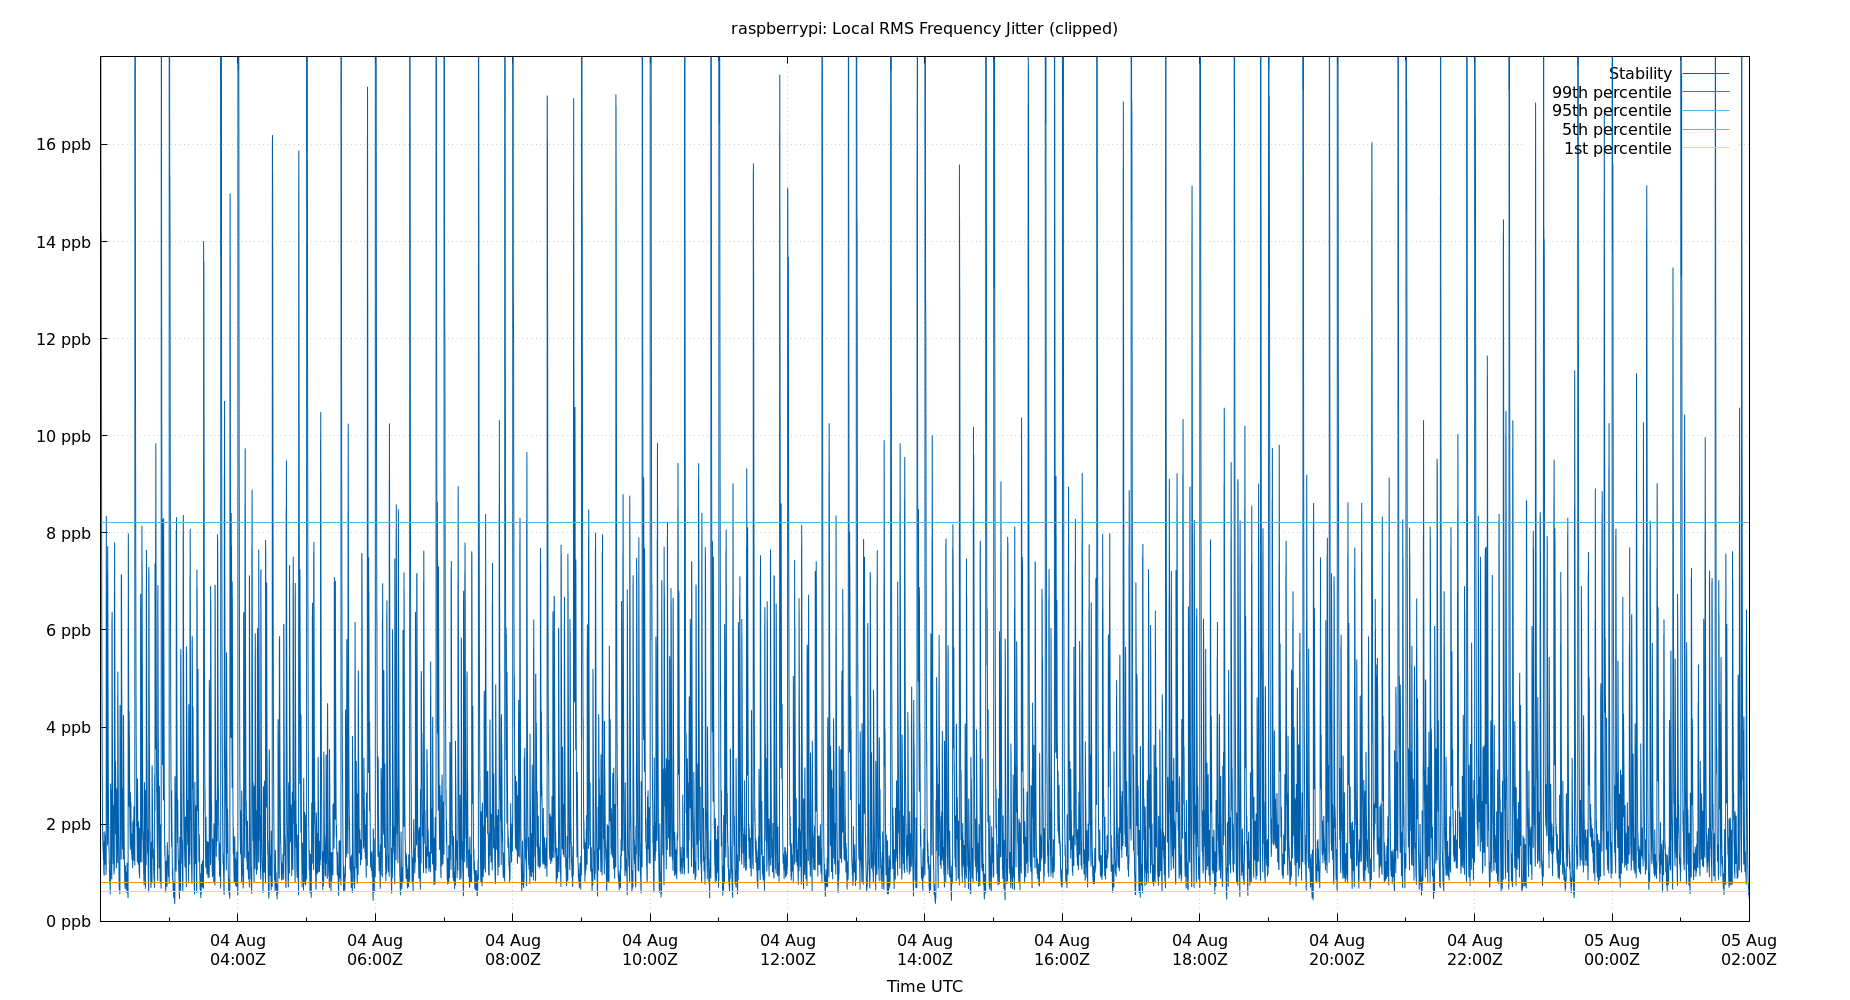 raspberrypi: Local RMS Frequency Jitter (clipped)
Stability
99th percentile
95th percentile
5th percentile
1st percentile
16 ppb
14 ppb
12 ppb
10 ppb
8 ppb
6 ppb
4 ppb
2 ppb
0 ppb
04 Aug 04 Aug 04 Aug 04 Aug 04 Aug 04 Aug 04 Aug 04 Aug 04 Aug 04 Aug 05 Aug 05 Aug
04:00Z 06:00Z 08:00Z 10:00Z 12:00Z 14:00Z 16:00Z 18:00Z 20:00Z 22:00Z 00:00Z 02:00Z
Time UTC